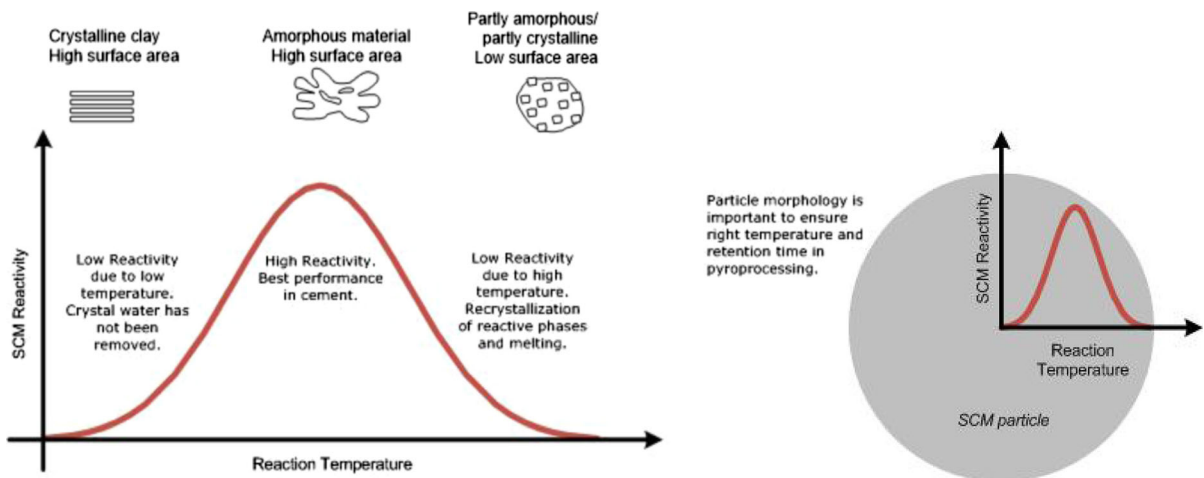 Crystalline clay
High surface area
Amorphous material
High surface area
Partly amorphous/
partly crystalline
Low surface area
SCM Reactivity
Low Reactivity
due to low
temperature.
Crystal water has
not been
removed.
High Reactivity.
Best performance
in cement.
Low Reactivity
due to high
temperature.
Recrystallization
of reactive phases
and melting.
Reaction Temperature
Particle morphology is
important to ensure
right temperature and
retention time in
pyroprocessing.
SCM Reactivity
Reaction
Temperature
SCM particle